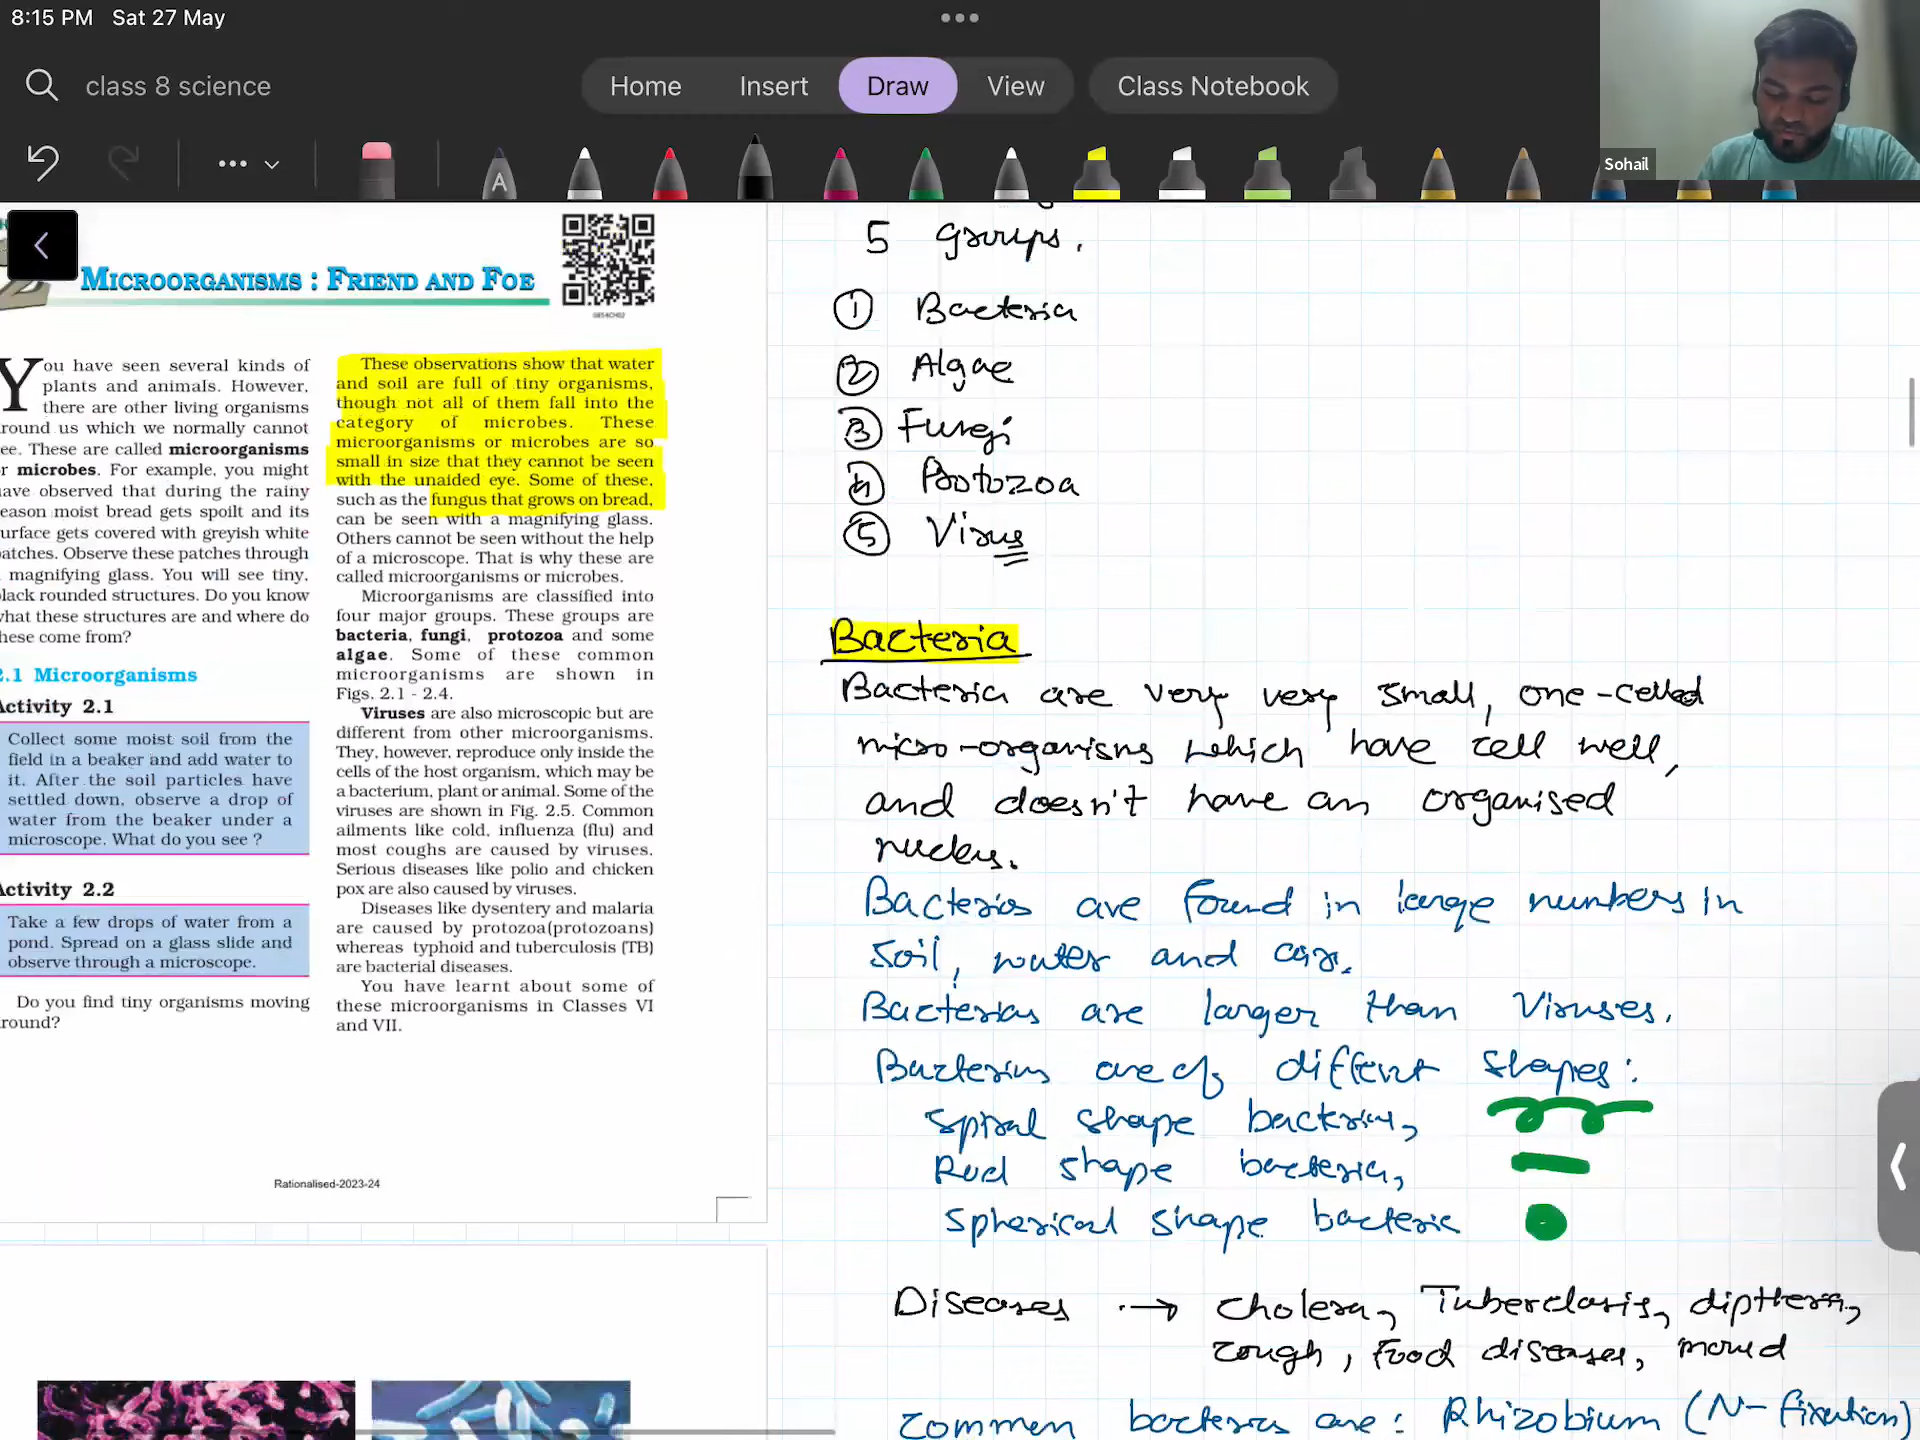 8:15 PM Sat 27 May
class 8 science
Home Insert Draw View Class Notebook
A
Sohail
MICROORGANISMS : FRIEND AND FOE
0854CH02
You have seen several kinds of
plants and animals. However,
there are other living organisms
round us which we normally cannot
ee. These are called microorganisms
r microbes. For example, you might
ave observed that during the rainy
eason moist bread gets spoilt and its
urface gets covered with greyish white
atches. Observe these patches through
magnifying glass. You will see tiny,
lack rounded structures. Do you know
hat these structures are and where do
hese come from?
2.1 Microorganisms
Activity 2.1
Collect some moist soil from the
field in a beaker and add water to
it. After the soil particles have
settled down, observe a drop of
water from the beaker under a
microscope. What do you see ?
Activity 2.2
Take a few drops of water from a
pond. Spread on a glass slide and
observe through a microscope.
Do you find tiny organisms moving
round?
These observations show that water
and soil are full of tiny organisms,
though not all of them fall into the
category of microbes. These
microorganisms or microbes are so
small in size that they cannot be seen
with the unaided eye. Some of these,
such as the fungus that grows on bread,
can be seen with a magnifying glass.
Others cannot be seen without the help
of a microscope. That is why these are
called microorganisms or microbes.
Microorganisms are classified into
four major groups. These groups are
bacteria, fungi, protozoa and some
algae. Some of these common
microorganisms are shown in
Figs. 2.1 - 2.4.
Viruses are also microscopic but are
different from other microorganisms.
They, however, reproduce only inside the
cells of the host organism, which may be
a bacterium, plant or animal. Some of the
viruses are shown in Fig. 2.5. Common
ailments like cold, influenza (flu) and
most coughs are caused by viruses.
Serious diseases like polio and chicken
pox are also caused by viruses.
Diseases like dysentery and malaria
are caused by protozoa(protozoans)
whereas typhoid and tuberculosis (TB)
are bacterial diseases.
You have learnt about some of
these microorganisms in Classes VI
and VII.
Rationalised-2023-24
5 groups.
① Bacteria
② Algae
③ Fungi
④ Protozoa
⑤ Virus
Bacteria
Bacteria are very very small, one-celled
micro-organisms which have cell well,
and doesn't have an organised
nucleus.
Bacterias are found in large numbers in
soil, water and air.
Bacterias are larger than Viruses.
Bacterias are of different shapes:
Spiral shape bacteria,
Rod shape bacteria,
Spherical shape bacteria
Diseases → cholera, Tuberclosis, dipthera,
cough, Food diseases,
common bacteria are: Rhizobium (N-fixation)